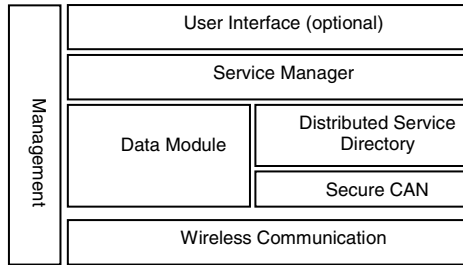 User Interface (optional)
Service Manager
Management
Data Module
Distributed Service
Directory
Secure CAN
Wireless Communication